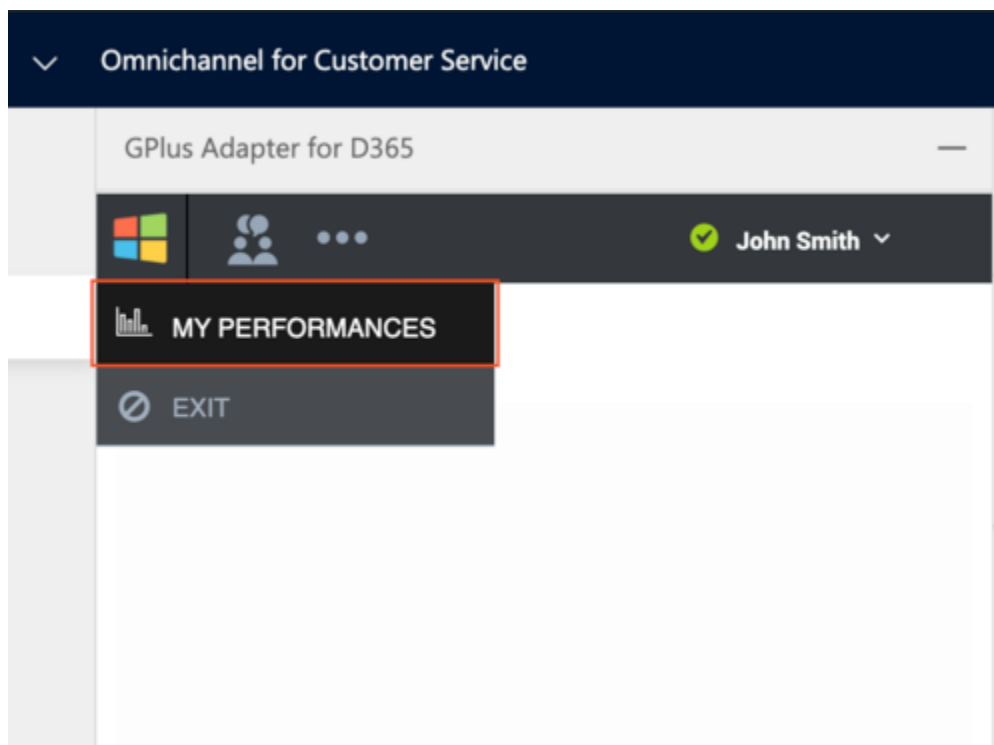 Omnichannel for Customer Service
GPlus Adapter for D365
John Smith
MY PERFORMANCES
EXIT